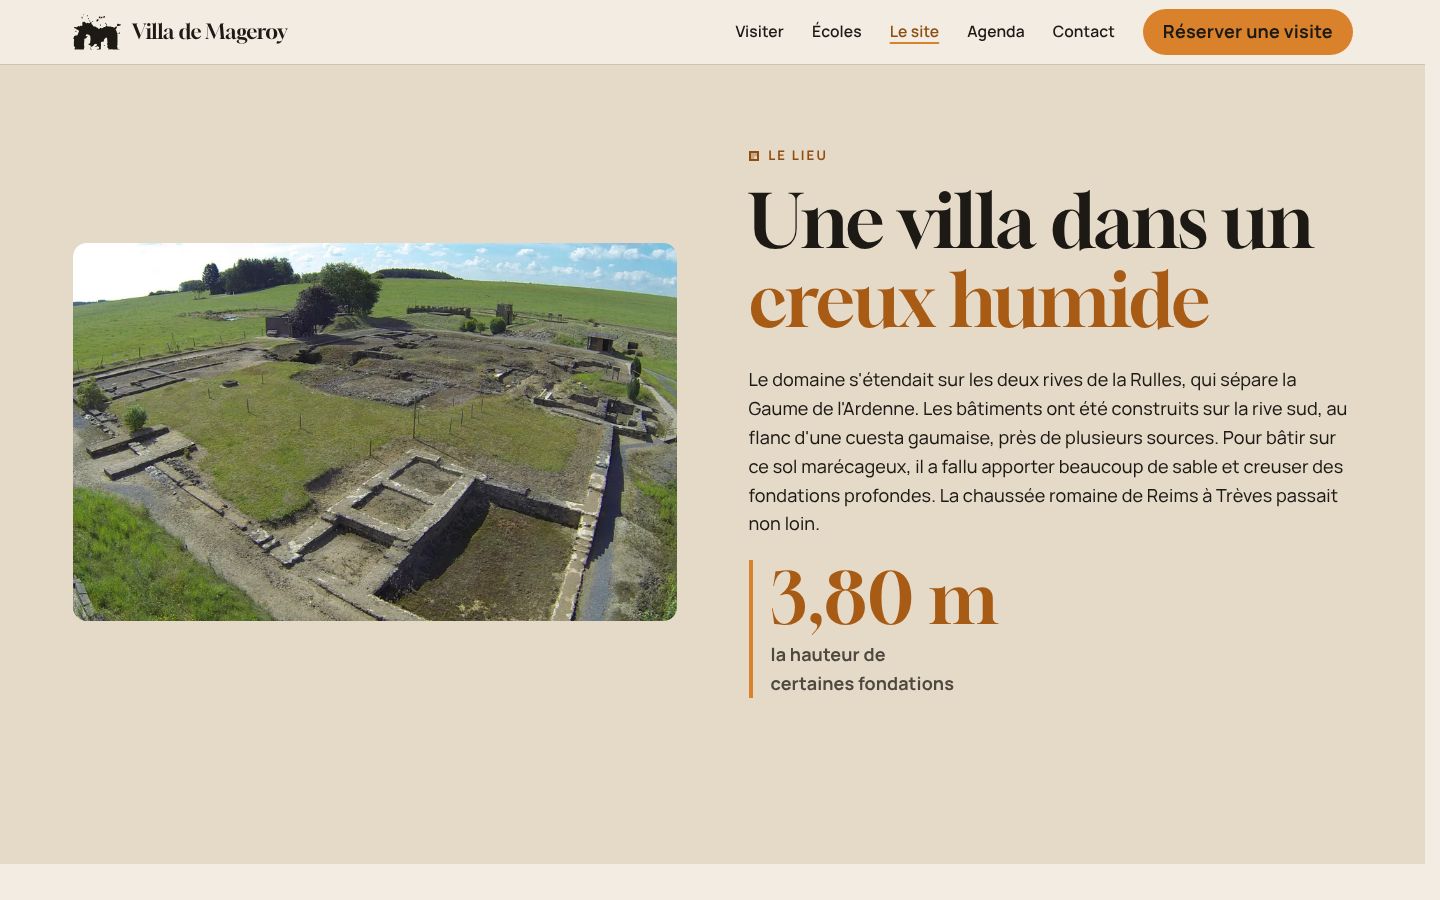 Villa de Mageroy
Visiter
Écoles
Le site
Agenda
Contact
Réserver une visite
LE LIEU
Une villa dans un
creux humide
Le domaine s'étendait sur les deux rives de la Rulles, qui sépare la
Gaume de l'Ardenne. Les bâtiments ont été construits sur la rive sud, au
flanc d'une cuesta gaumaise, près de plusieurs sources. Pour bâtir sur
ce sol marécageux, il a fallu apporter beaucoup de sable et creuser des
fondations profondes. La chaussée romaine de Reims à Trèves passait
non loin.
3,80 m
la hauteur de
certaines fondations